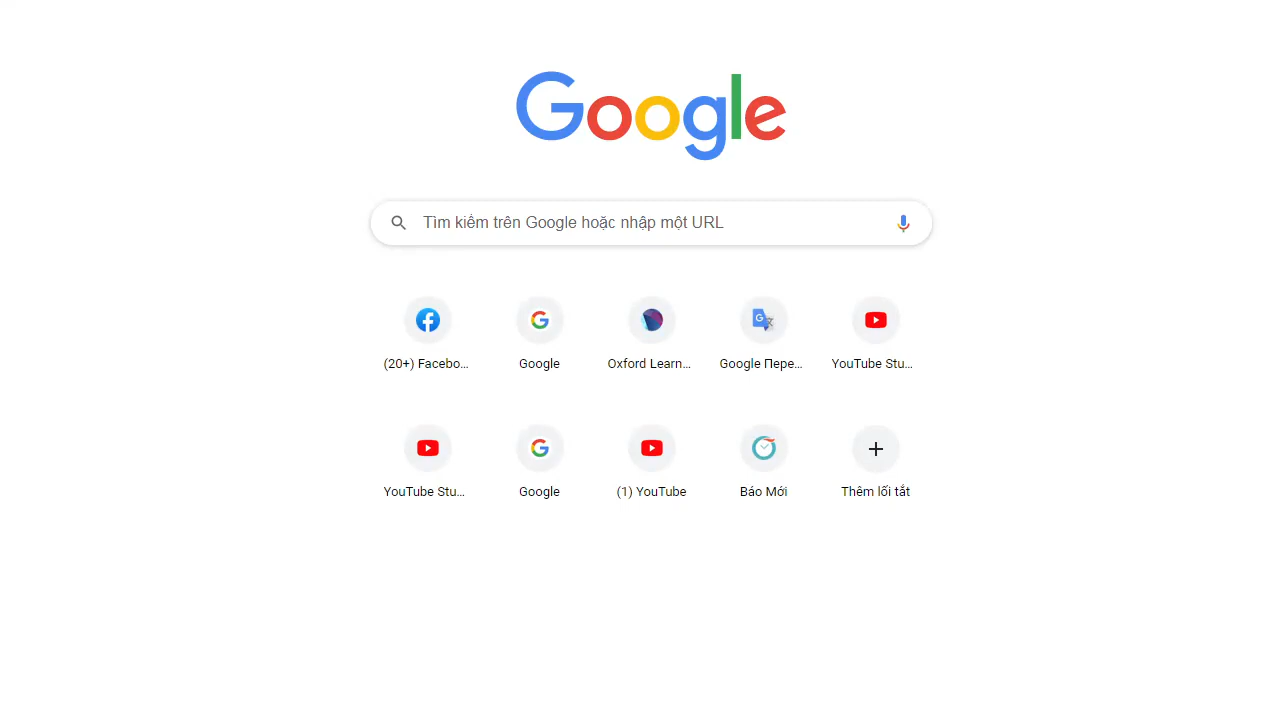 Google
Tìm kiếm trên Google hoặc nhập một URL
(20+) Facebo...
Google
Oxford Learn...
Google Пере...
YouTube Stu...
YouTube Stu...
Google
(1) YouTube
Báo Mới
Thêm lối tắt